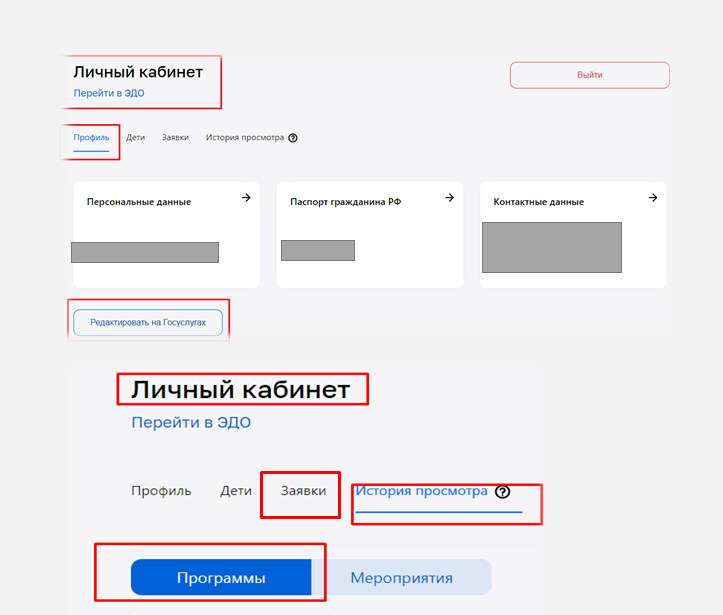 Личный кабинет
Выйти
Перейти в ЭДО
Профиль Дети Заявки История просмотра ?
Персональные данные → Паспорт гражданина РФ → Контактные данные →
Редактировать на Госуслугах
Личный кабинет
Перейти в ЭДО
Профиль Дети Заявки История просмотра ?
Программы Мероприятия